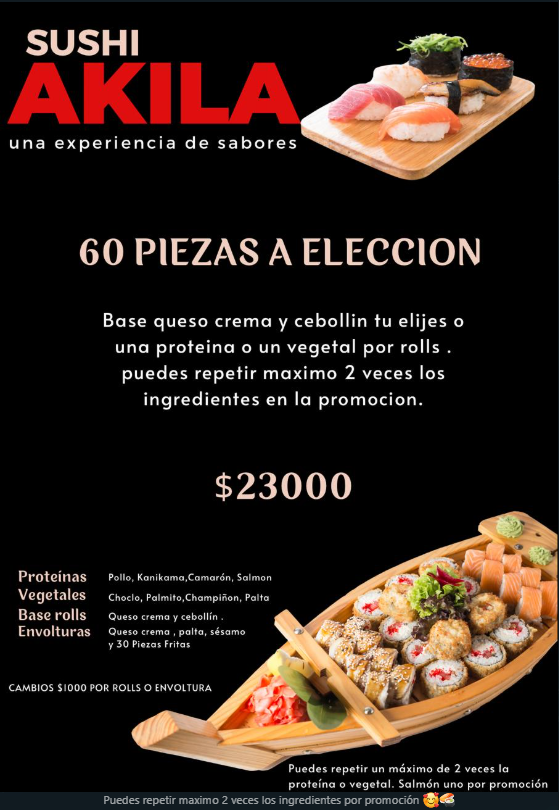 SUSHI
AKILA
una experiencia de sabores
60 PIEZAS A ELECCION
Base queso crema y cebollin tu elijes o
una proteina o un vegetal por rolls .
puedes repetir maximo 2 veces los
ingredientes en la promocion.
$23000
Proteínas Pollo, Kanikama,Camarón, Salmon
Vegetales Choclo, Palmito,Champiñon, Palta
Base rolls Queso crema y cebollín .
Envolturas Queso crema , palta, sésamo
y 30 Piezas Fritas
CAMBIOS $1000 POR ROLLS O ENVOLTURA
Puedes repetir un máximo de 2 veces la
proteína o vegetal. Salmón uno por promoción
Puedes repetir maximo 2 veces los ingredientes por promoción 🥰🍣